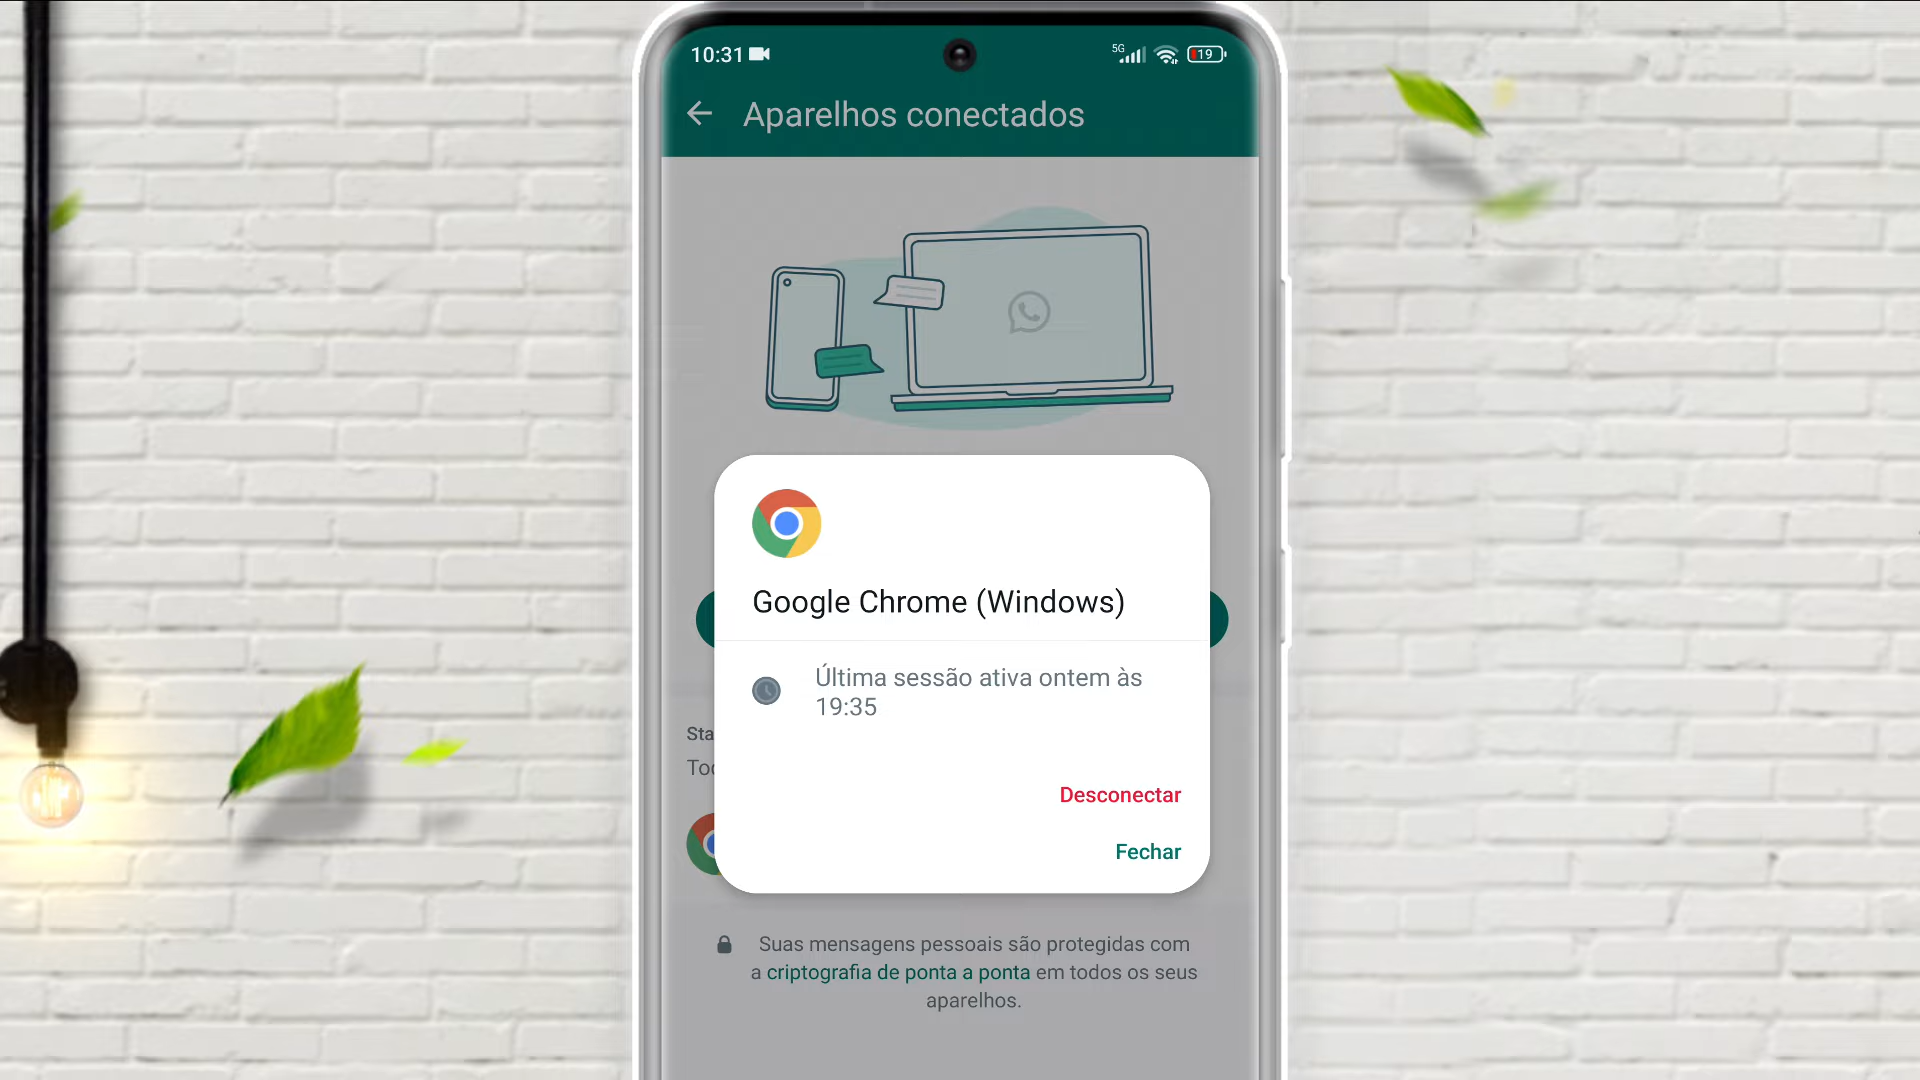 10:31
5G
19
Aparelhos conectados
Google Chrome (Windows)
Última sessão ativa ontem às
19:35
Sta
Desconectar
Fechar
Suas mensagens pessoais são protegidas com
a criptografia de ponta a ponta em todos os seus
aparelhos.